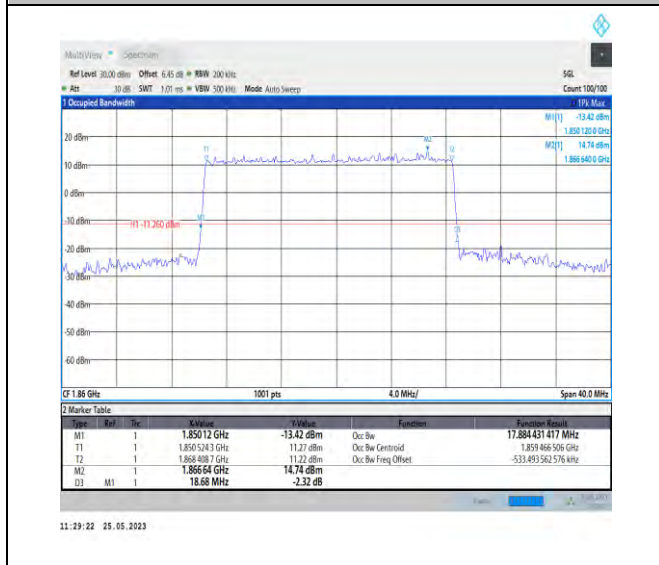 MultiView Spectrum
Ref Level 30.00 dBm Offset 6.45 dB RBW 200 kHz SGL
Att 30 dB SWT 1.01 ms VBW 500 kHz Mode Auto Sweep Count 100/100
1 Occupied Bandwidth 1Pk Max
M1[1] -13.42 dBm
1.850 120 0 GHz
M2[1] 14.74 dBm
1.866 640 0 GHz
20 dBm
M2
T1 T2
10 dBm
0 dBm
-10 dBm
M1
H1 -11.260 dBm
D3
-20 dBm
-30 dBm
-40 dBm
-50 dBm
-60 dBm
CF 1.86 GHz 1001 pts 4.0 MHz/ Span 40.0 MHz
2 Marker Table
Type Ref Trc X-Value Y-Value Function Function Result
M1 1 1.85012 GHz -13.42 dBm Occ Bw 17.884 431 417 MHz
T1 1 1.850 524 3 GHz 11.27 dBm Occ Bw Centroid 1.859 466 506 GHz
T2 1 1.868 408 7 GHz 11.22 dBm Occ Bw Freq Offset -533.493 562 576 kHz
M2 1 1.866 64 GHz 14.74 dBm
D3 M1 1 18.68 MHz -2.32 dB
11:29:22 25.05.2023